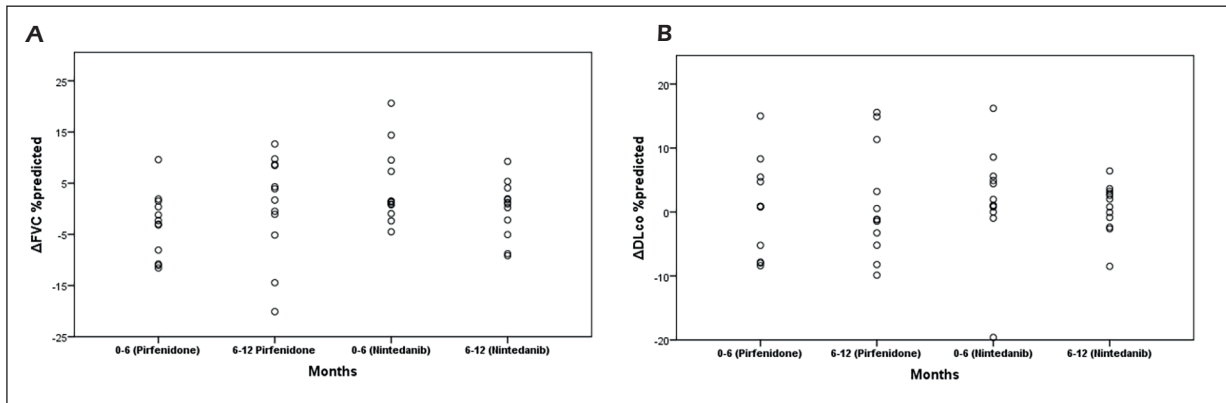 A
ΔFVC %predicted
25
15
5
-5
-15
-25
0-6 (Pirfenidone)
6-12 Pirfenidone
0-6 (Nintedanib)
6-12 (Nintedanib)
Months
B
ΔDLco %predicted
20
10
0
-10
-20
0-6 (Pirfenidone)
6-12 (Pirfenidone)
0-6 (Nintedanib)
6-12 (Nintedanib)
Months